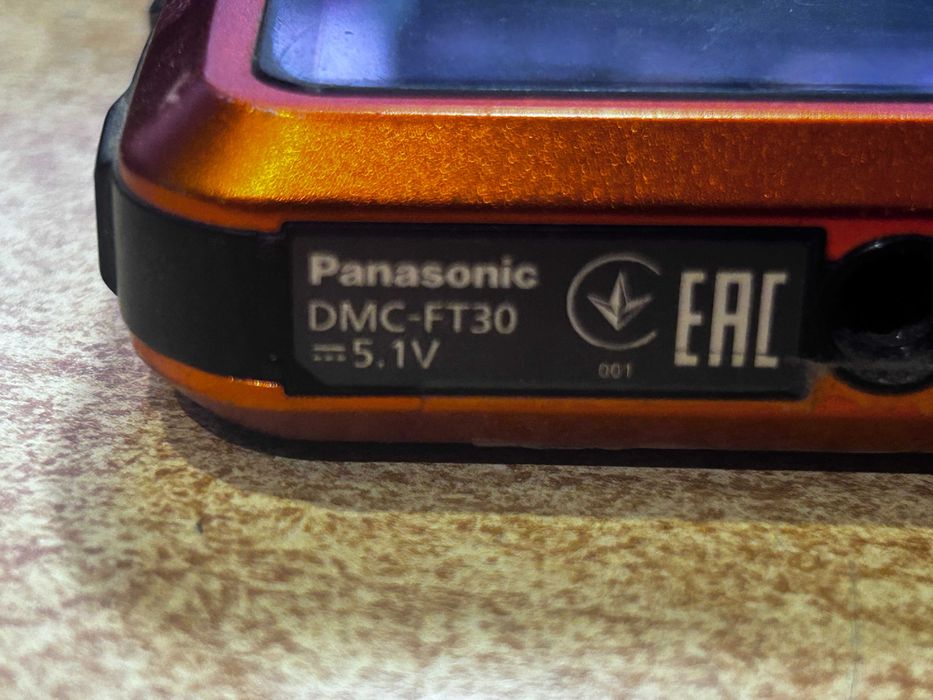 Panasonic
DMC-FT30
⎓5.1V
001
EAC